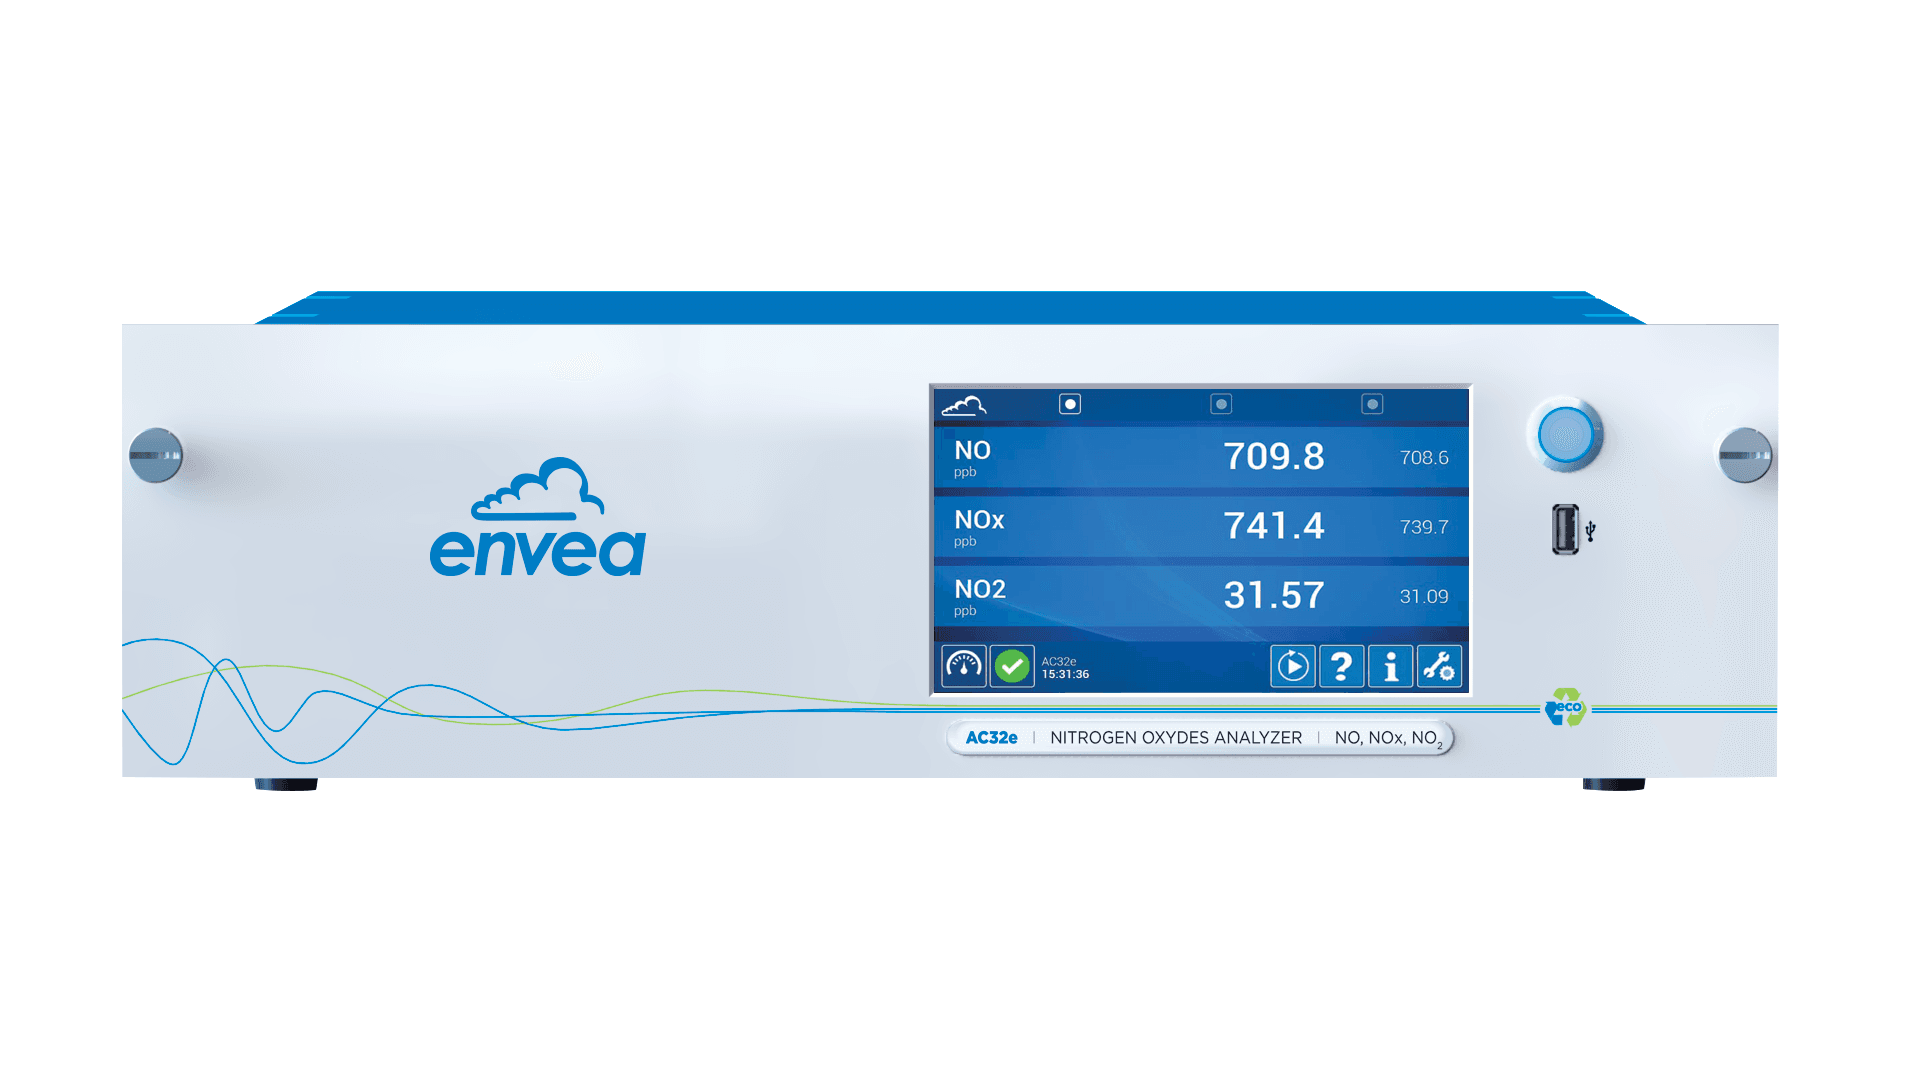 envea
NO 709.8 708.6
ppb
NOx 741.4 739.7
ppb
NO2 31.57 31.09
ppb
AC32e
15:31:36
?
i
eco
AC32e | NITROGEN OXYDES ANALYZER | NO, NOx, NO₂